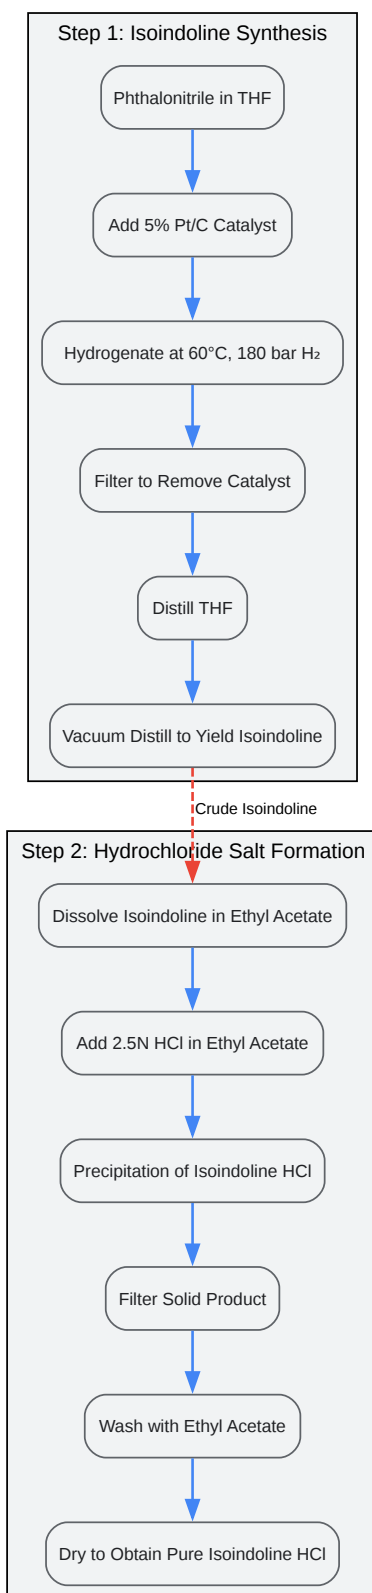 Step 1: Isoindoline Synthesis
Phthalonitrile in THF
Add 5% Pt/C Catalyst
Hydrogenate at 60°C, 180 bar H₂
Filter to Remove Catalyst
Distill THF
Vacuum Distill to Yield Isoindoline
Crude Isoindoline
Step 2: Hydrochloride Salt Formation
Dissolve Isoindoline in Ethyl Acetate
Add 2.5N HCl in Ethyl Acetate
Precipitation of Isoindoline HCl
Filter Solid Product
Wash with Ethyl Acetate
Dry to Obtain Pure Isoindoline HCl